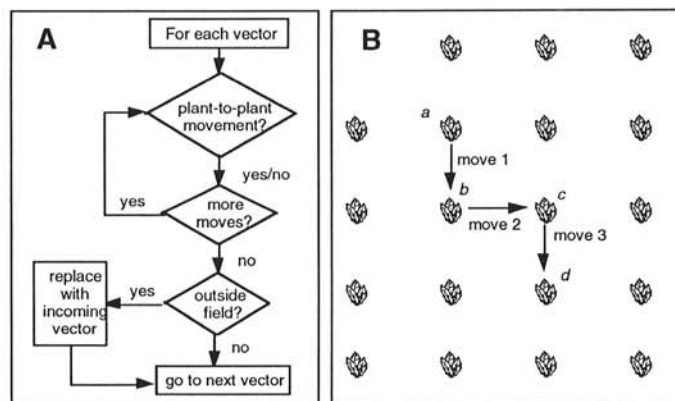 A
For each vector
plant-to-plant
movement?
yes/no
yes
more
moves?
no
replace
with
incoming
vector
yes
outside
field?
no
go to next vector
B
a
move 1
b
c
move 2
move 3
d